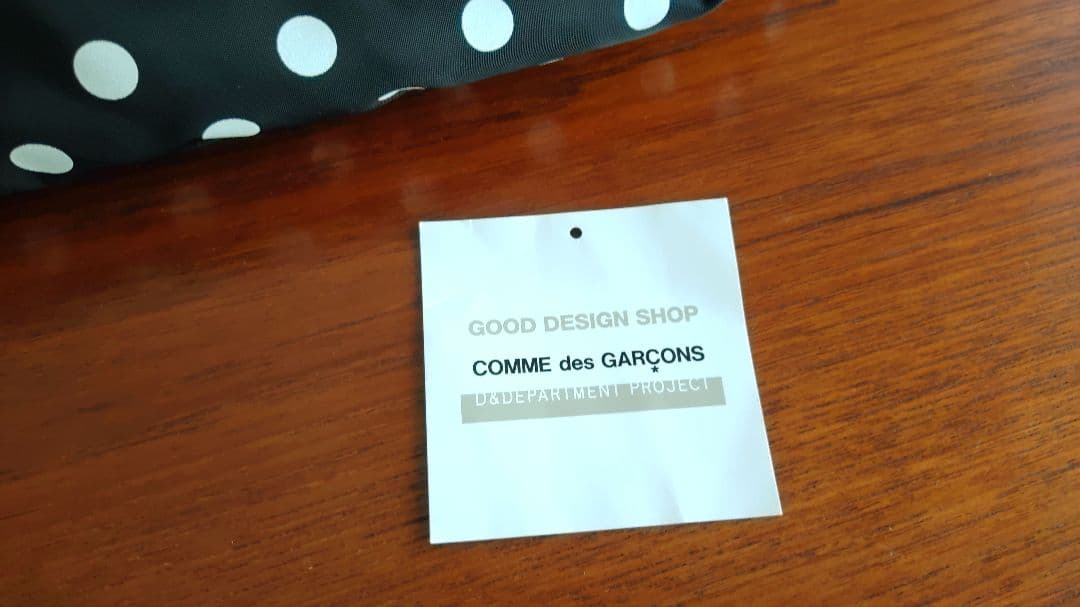 GOOD DESIGN SHOP
COMME des GARÇONS
*
D&DEPARTMENT PROJECT